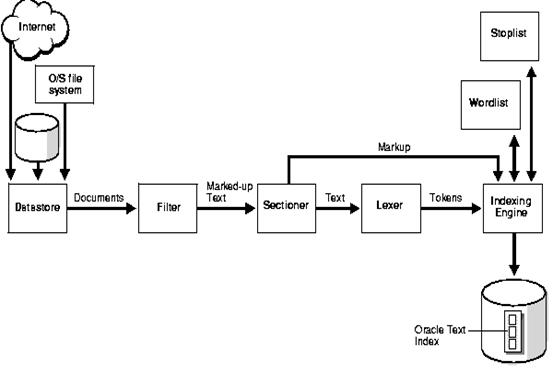 Internet
Stoplist
O/S file
system
Wordlist
Markup
Datastore
Documents
Filter
Marked-up
Text
Sectioner
Text
Lexer
Tokens
Indexing
Engine
Oracle Text
Index